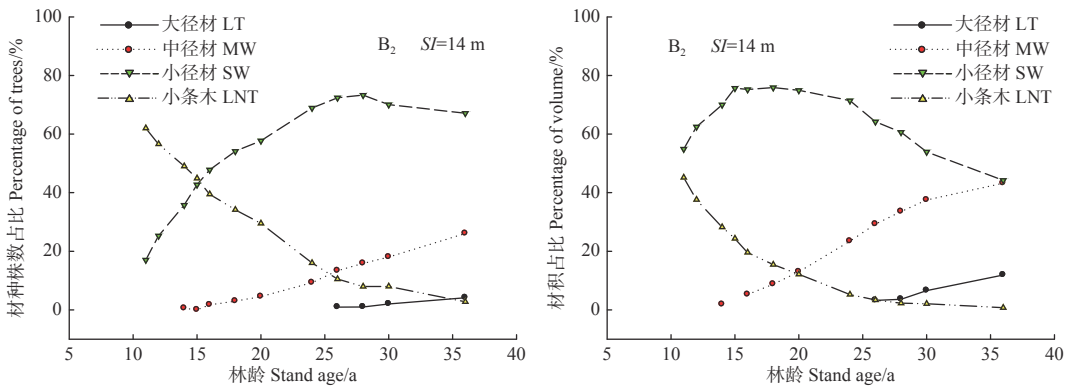 100
80
60
40
20
0
材种株数占比 Percentage of trees/%
大径材 LT
中径材 MW
小径材 SW
小条木 LNT
B₂ SI=14 m
5 10 15 20 25 30 35 40
林龄 Stand age/a
100
80
60
40
20
0
材积占比 Percentage of volume/%
B₂ SI=14 m
大径材 LT
中径材 MW
小径材 SW
小条木 LNT
5 10 15 20 25 30 35 40
林龄 Stand age/a